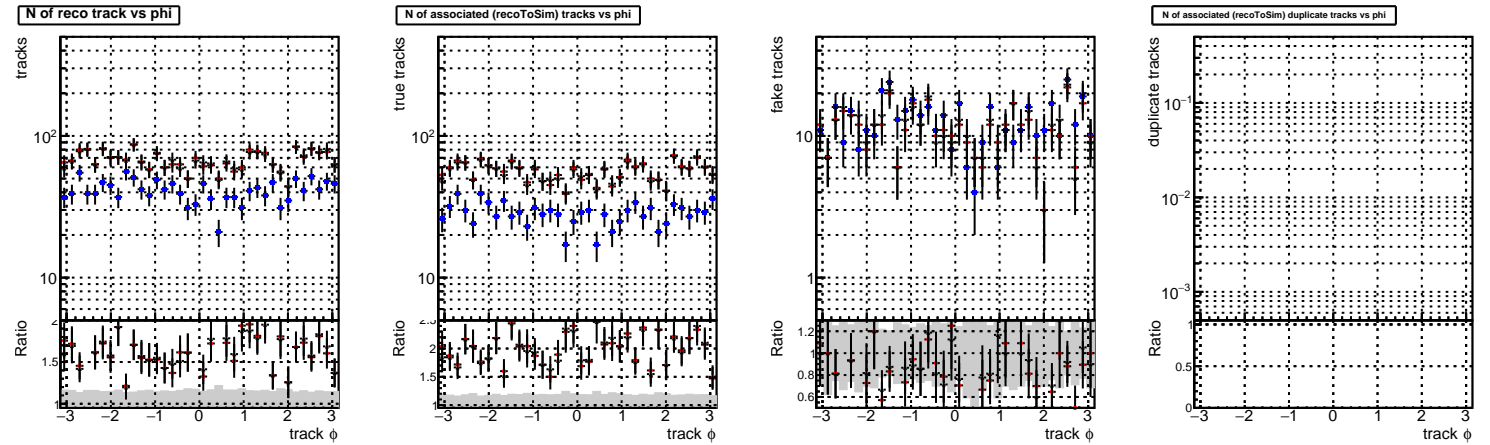 N of reco track vs phi
tracks
10²
10
Ratio
2
1.5
1
−3 −2 −1 0 1 2 3
track ϕ
N of associated (recoToSim) tracks vs phi
true tracks
10²
10
Ratio
2.5
2
1.5
1
−3 −2 −1 0 1 2 3
track ϕ
fake tracks
10
1
Ratio
1.2
1
0.8
0.6
−3 −2 −1 0 1 2 3
track ϕ
N of associated (recoToSim) duplicate tracks vs phi
duplicate tracks
10⁻¹
10⁻²
10⁻³
Ratio
1
0.5
0
−3 −2 −1 0 1 2 3
track ϕ